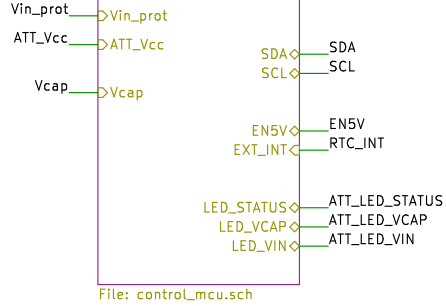 Vin_prot Vin_prot
ATT_Vcc ATT_Vcc
SDA SDA
SCL SCL
Vcap Vcap
EN5V EN5V
EXT_INT RTC_INT
LED_STATUS ATT_LED_STATUS
LED_VCAP ATT_LED_VCAP
LED_VIN ATT_LED_VIN
File: control_mcu.sch